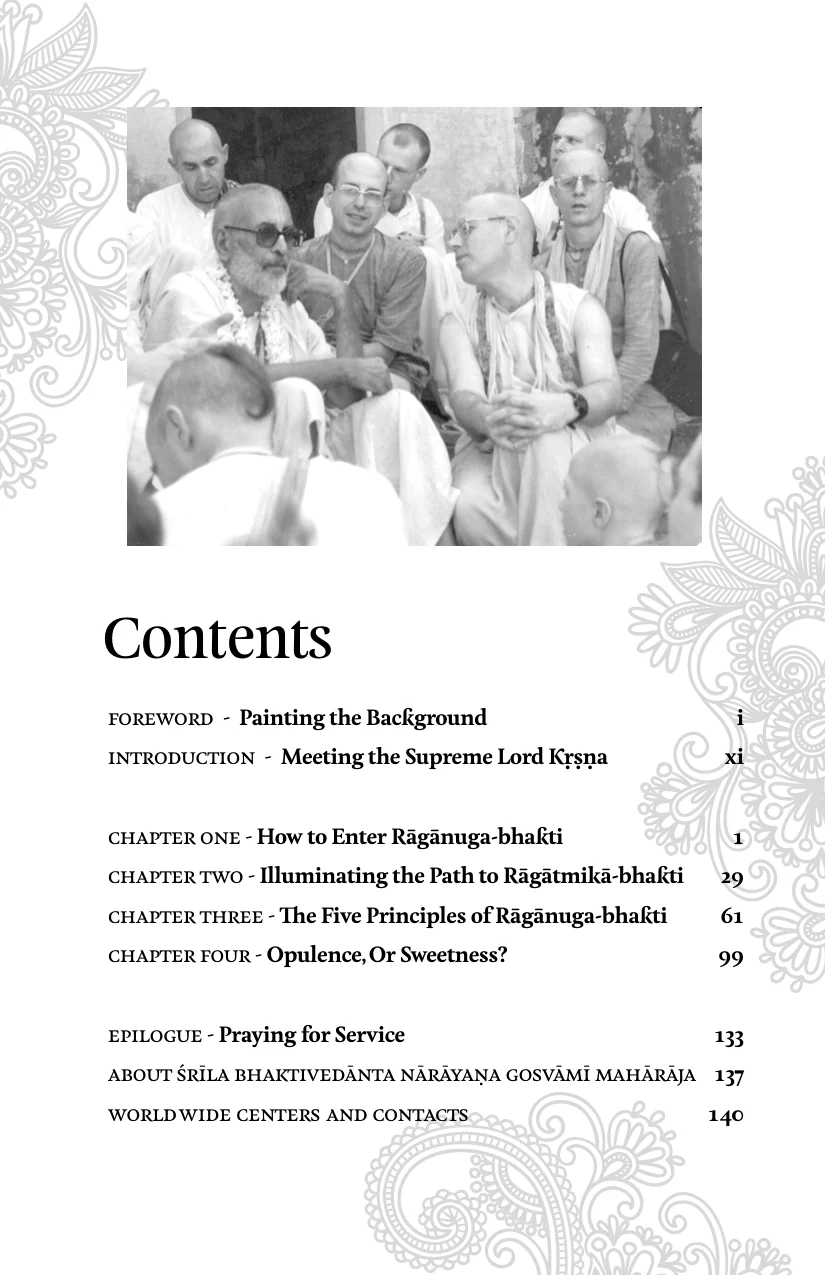 Contents
FOREWORD - Painting the Background i
INTRODUCTION - Meeting the Supreme Lord Kṛṣṇa xi
CHAPTER ONE - How to Enter Rāgānuga-bhakti 1
CHAPTER TWO - Illuminating the Path to Rāgātmikā-bhakti 29
CHAPTER THREE - The Five Principles of Rāgānuga-bhakti 61
CHAPTER FOUR - Opulence, Or Sweetness? 99
EPILOGUE - Praying for Service 133
ABOUT ŚRĪLA BHAKTIVEDĀNTA NĀRĀYAṆA GOSVĀMĪ MAHĀRĀJA 137
WORLDWIDE CENTERS AND CONTACTS 140